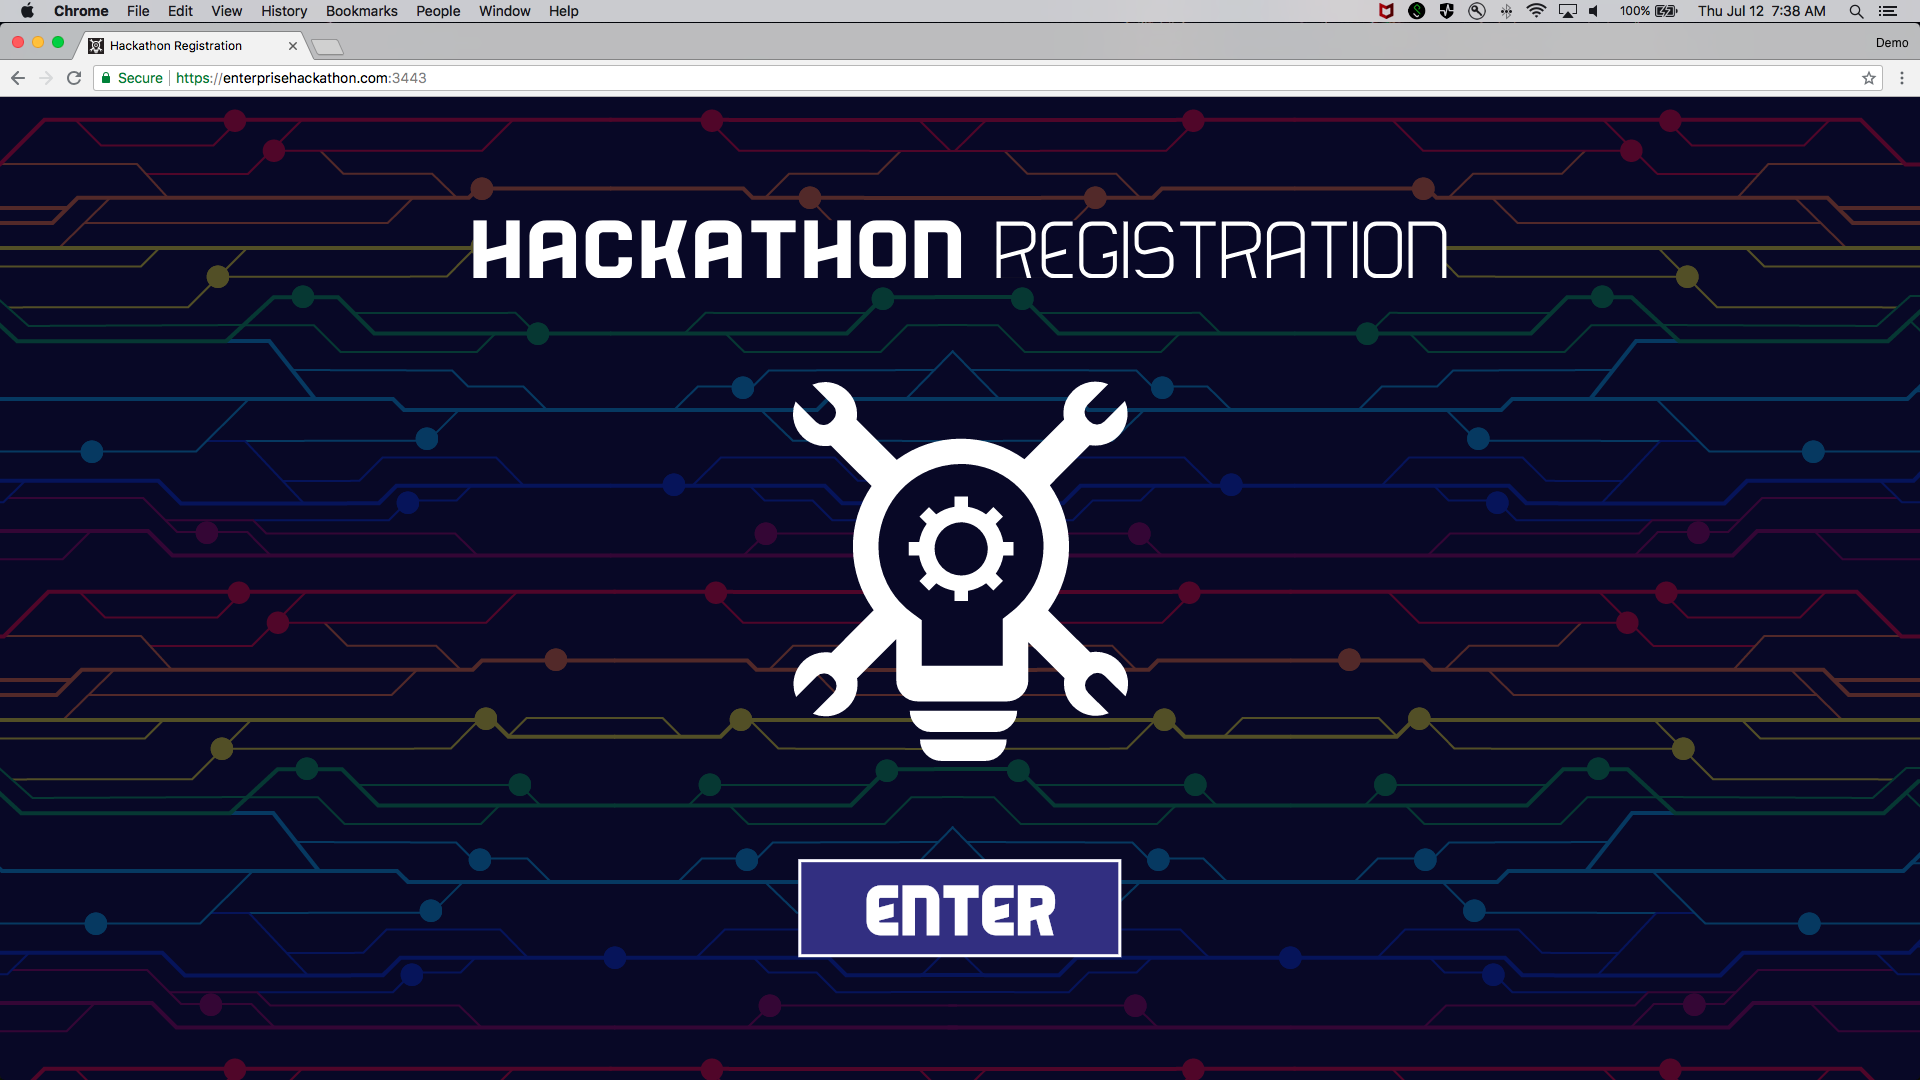 Chrome File Edit View History Bookmarks People Window Help 100% Thu Jul 12 7:38 AM
Hackathon Registration
Demo
Secure https://enterprisehackathon.com:3443
HACKATHON REGISTRATION
ENTER